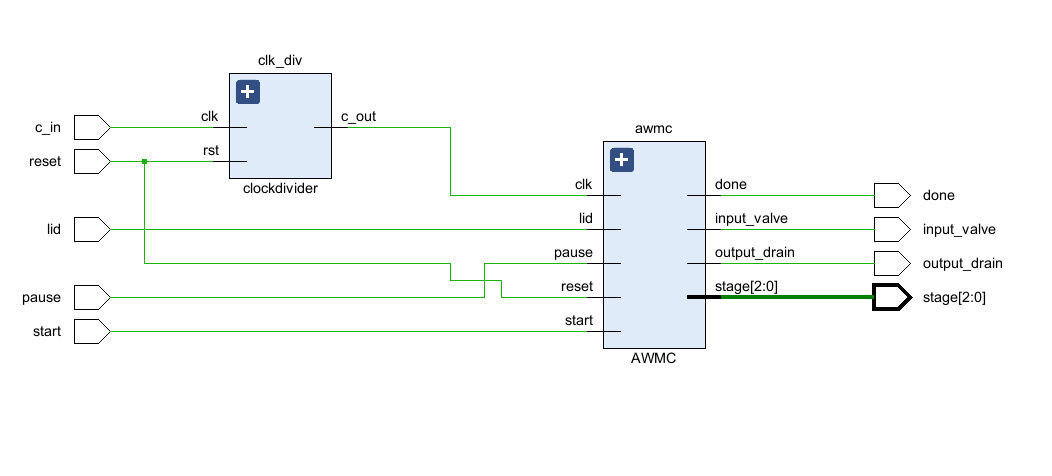 clk_div
c_in
clk
c_out
reset
rst
clockdivider
awmc
clk
done
done
lid
lid
input_valve
input_valve
pause
output_drain
output_drain
pause
reset
stage[2:0]
stage[2:0]
start
start
AWMC